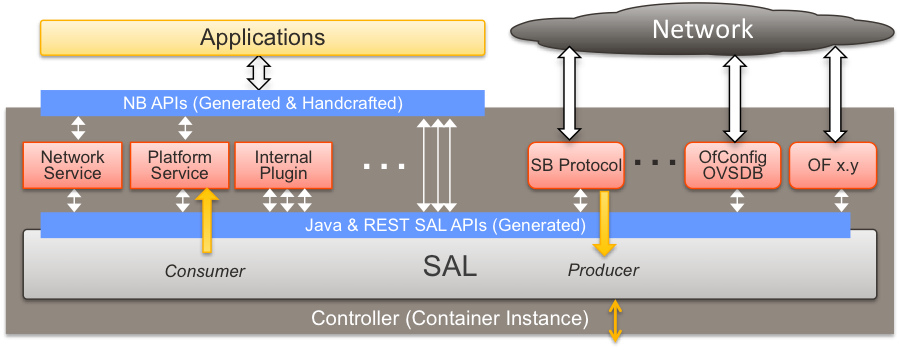 Applications
Network
NB APIs (Generated & Handcrafted)
Network
Service
Platform
Service
Internal
Plugin
...
SB Protocol
...
OfConfig
OVSDB
OF x.y
Java & REST SAL APIs (Generated)
Consumer
SAL
Producer
Controller (Container Instance)